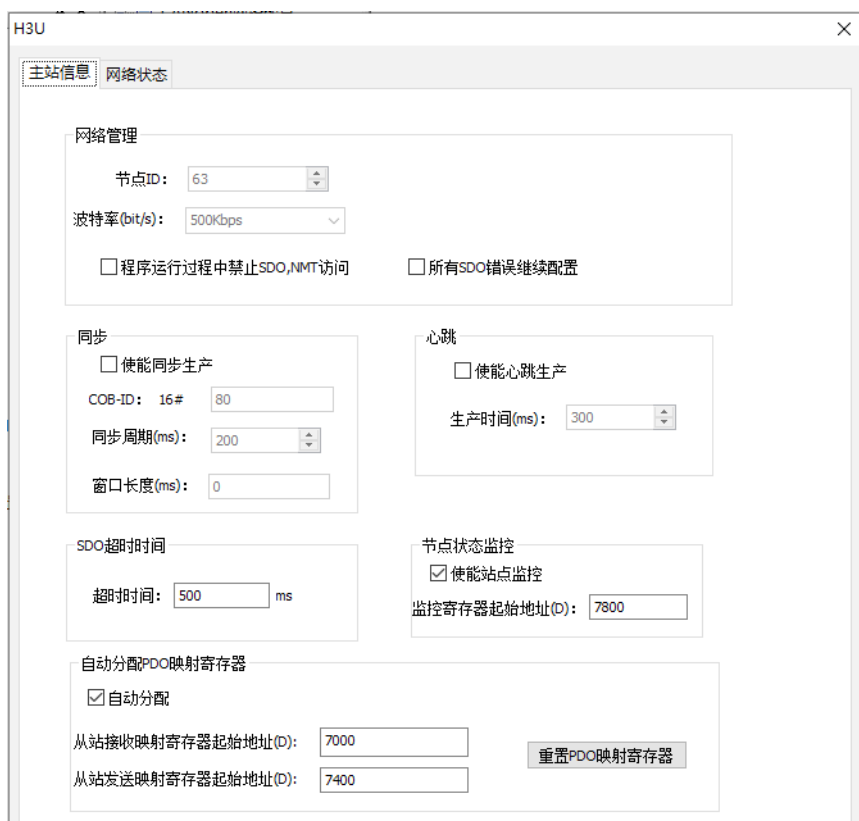 H3U
主站信息 网络状态
网络管理
节点ID: 63
波特率(bit/s): 500Kbps
程序运行过程中禁止SDO,NMT访问 所有SDO错误继续配置
同步 心跳
使能同步生产 使能心跳生产
COB-ID: 16# 80
生产时间(ms): 300
同步周期(ms): 200
窗口长度(ms): 0
SDO超时时间 节点状态监控
使能站点监控
超时时间: 500 ms
监控寄存器起始地址(D): 7800
自动分配PDO映射寄存器
自动分配
从站接收映射寄存器起始地址(D): 7000
重置PDO映射寄存器
从站发送映射寄存器起始地址(D): 7400